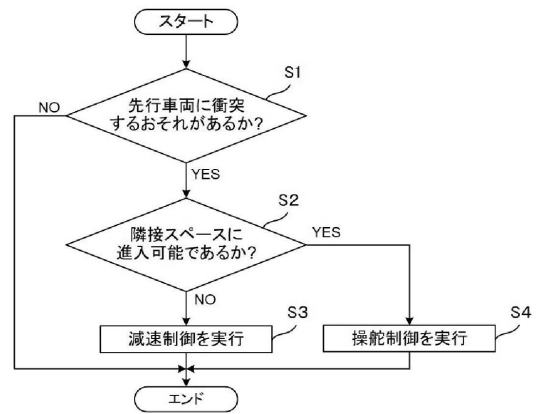 スタート
S1
先行車両に衝突
するおそれがあるか?
NO
YES
S2
隣接スペースに
進入可能であるか?
YES
NO
S3
減速制御を実行
S4
操舵制御を実行
エンド